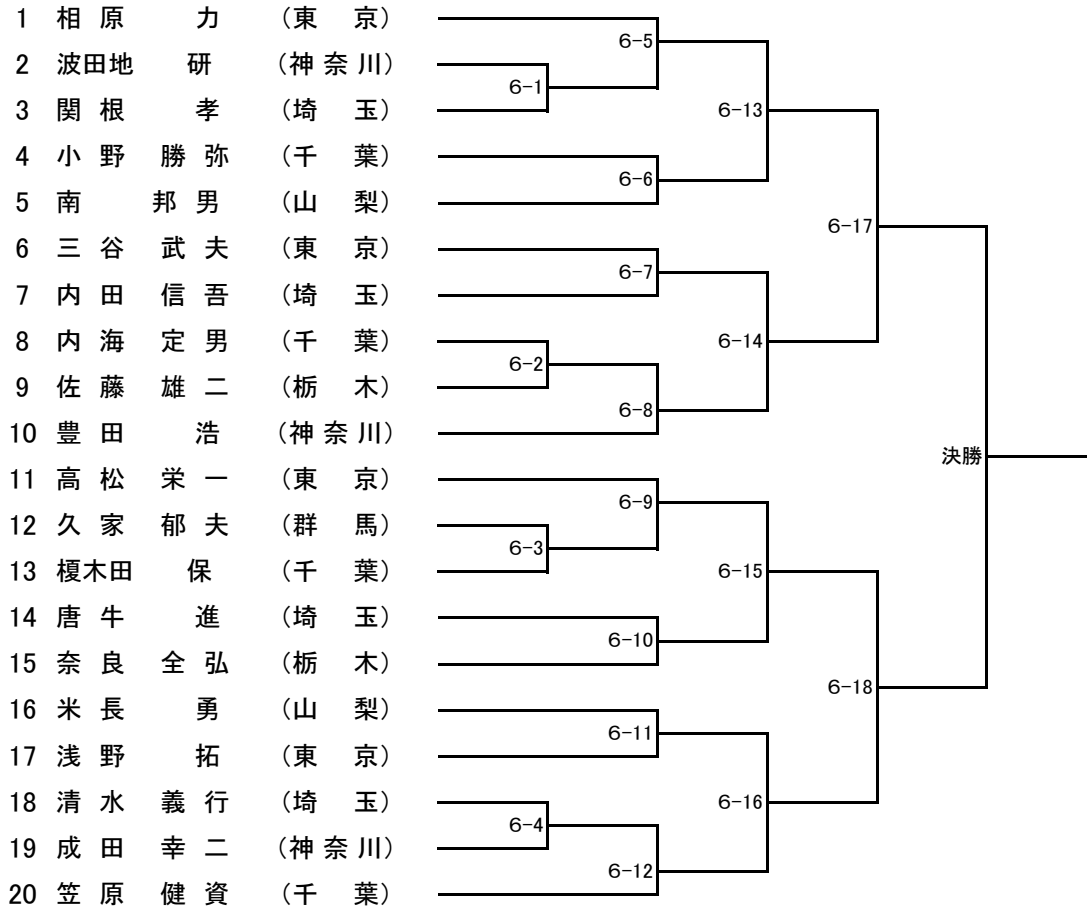 1 相原 力 （東 京）
6-5
2 波田地 研 （神奈川）
6-1
3 関根 孝 （埼 玉）
6-13
4 小野 勝弥 （千 葉）
6-6
5 南 邦男 （山 梨）
6-17
6 三谷 武夫 （東 京）
6-7
7 内田 信吾 （埼 玉）
8 内海 定男 （千 葉）
6-14
6-2
9 佐藤 雄二 （栃 木）
6-8
10 豊田 浩 （神奈川）
決勝
11 高松 栄一 （東 京）
6-9
12 久家 郁夫 （群 馬）
6-3
13 榎木田 保 （千 葉）
6-15
14 唐牛 進 （埼 玉）
6-10
15 奈良 全弘 （栃 木）
6-18
16 米長 勇 （山 梨）
6-11
17 浅野 拓 （東 京）
18 清水 義行 （埼 玉）
6-16
6-4
19 成田 幸二 （神奈川）
6-12
20 笠原 健資 （千 葉）